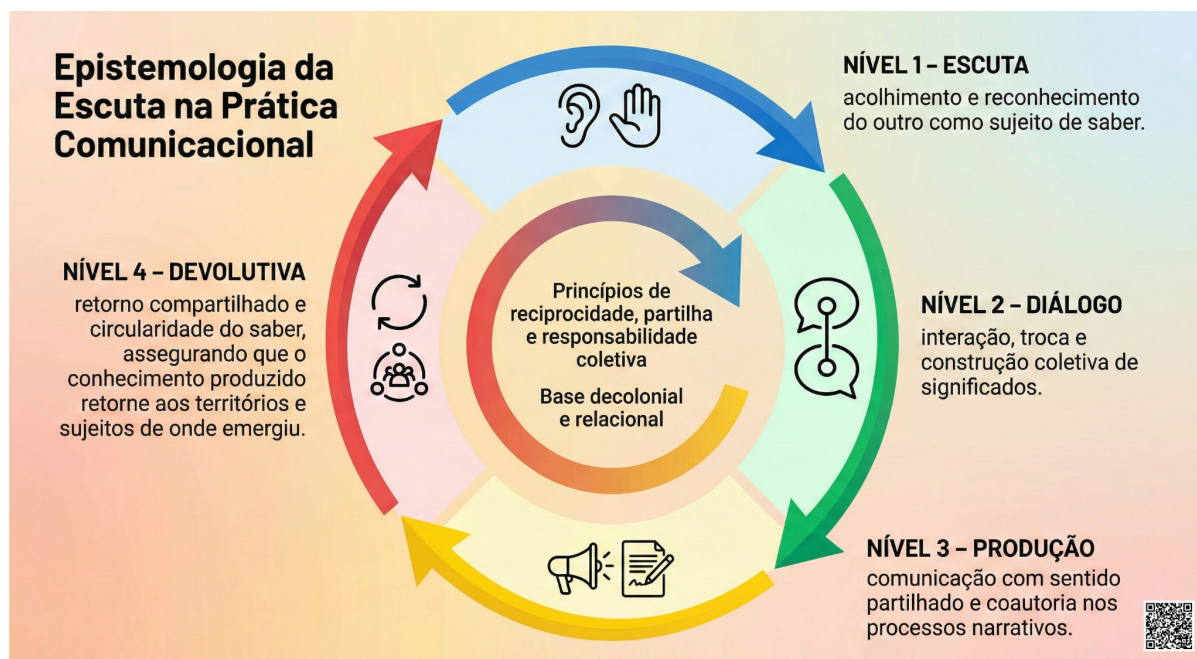 Epistemologia da
Escuta na Prática
Comunicacional
NÍVEL 1 – ESCUTA
acolhimento e reconhecimento
do outro como sujeito de saber.
NÍVEL 2 – DIÁLOGO
interação, troca e
construção coletiva de
significados.
NÍVEL 3 – PRODUÇÃO
comunicação com sentido
partilhado e coautoria nos
processos narrativos.
NÍVEL 4 – DEVOLUTIVA
retorno compartilhado e
circularidade do saber,
assegurando que o
conhecimento produzido
retorne aos territórios e
sujeitos de onde emergiu.
Princípios de
reciprocidade, partilha
e responsabilidade
coletiva
Base decolonial
e relacional